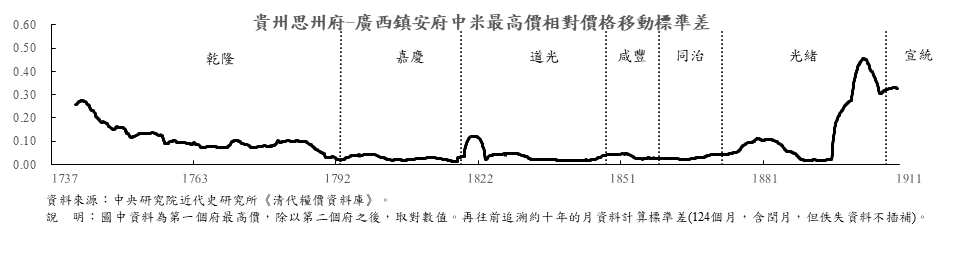 貴州思州府-廣西鎮安府中米最高價相對價格移動標準差
0.60
0.50
0.40
0.30
0.20
0.10
0.00
乾隆
嘉慶
道光
咸豐
同治
光緒
宣統
1737
1763
1792
1822
1851
1881
1911
資料來源：中央研究院近代史研究所《清代糧價資料庫》。
說　明：圖中資料為第一個府最高價，除以第二個府之後，取對數值。再往前追溯約十年的月資料計算標準差(124個月，含閏月，但佚失資料不插補)。